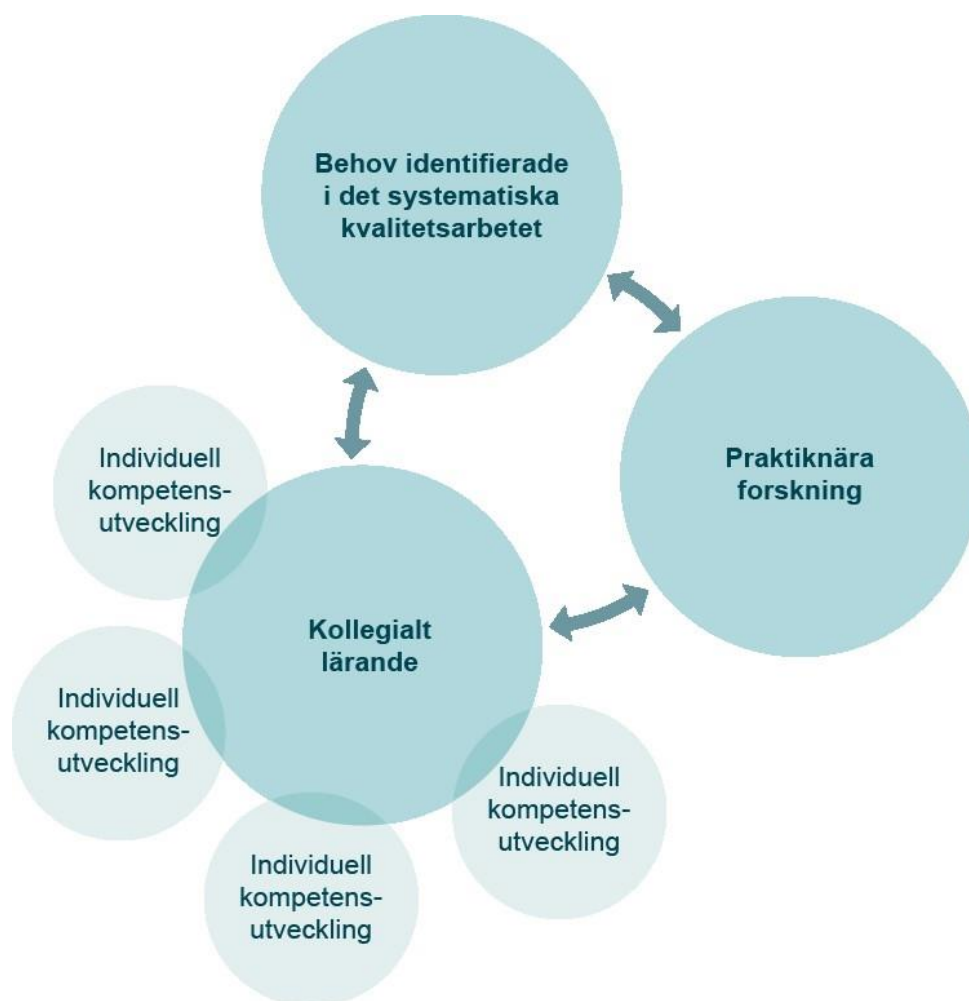 Behov identifierade
i det systematiska
kvalitetsarbetet
Praktiknära
forskning
Individuell
kompetens-
utveckling
Kollegialt
lärande
Individuell
kompetens-
utveckling
Individuell
kompetens-
utveckling
Individuell
kompetens-
utveckling